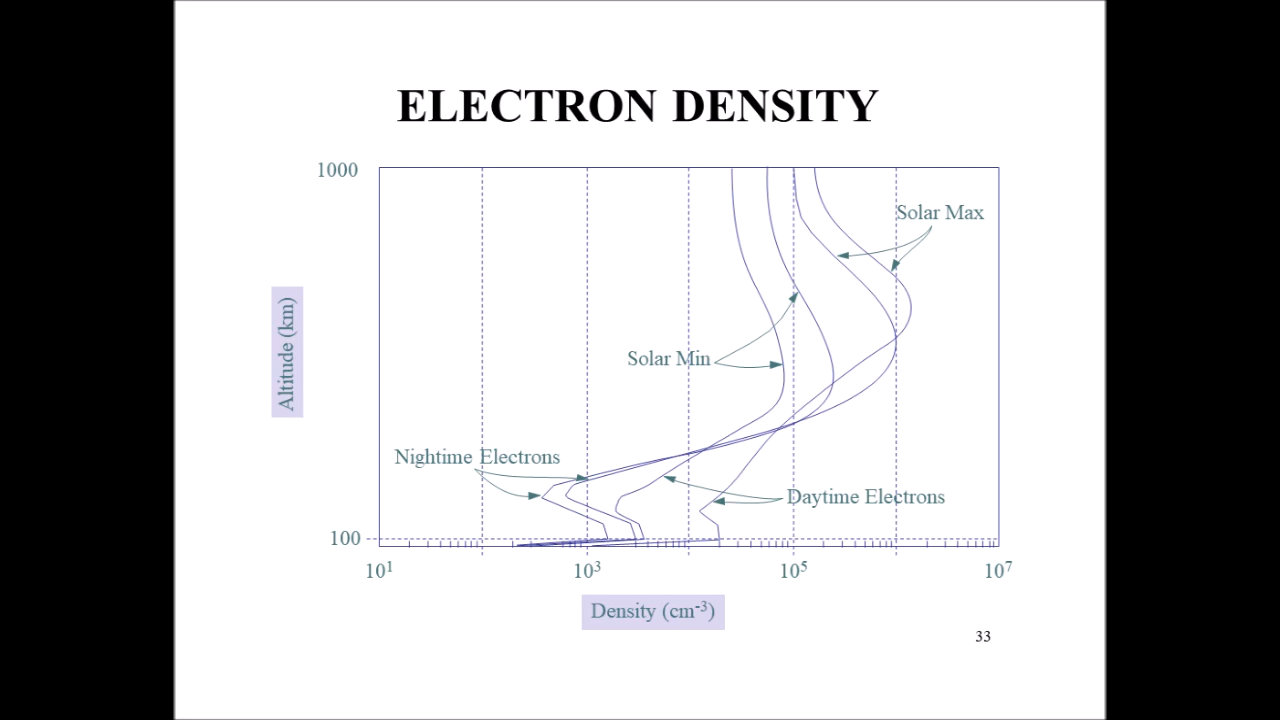 ELECTRON DENSITY
1000
Solar Max
Altitude (km)
Solar Min
Nightime Electrons
Daytime Electrons
100
10¹ 10³ 10⁵ 10⁷
Density (cm⁻³)
33